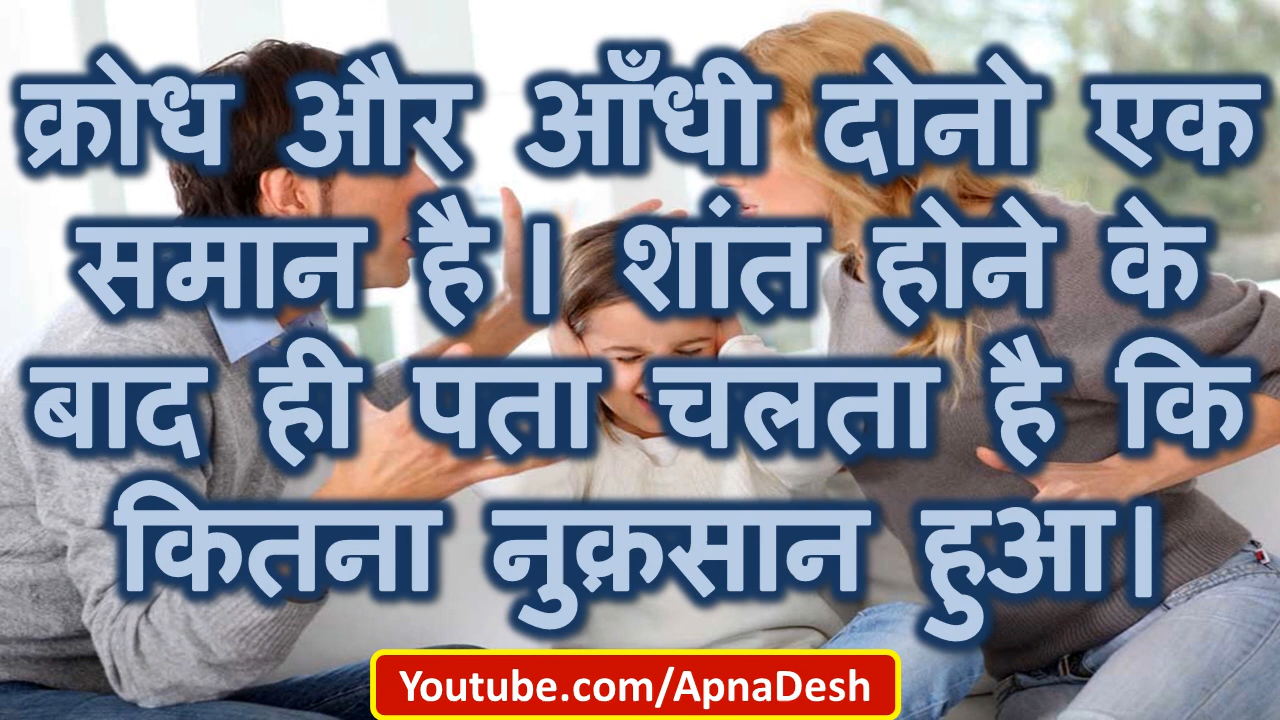 क्रोध और आँधी दोनो एक
समान है। शांत होने के
बाद ही पता चलता है कि
कितना नुक़सान हुआ।
Youtube.com/ApnaDesh